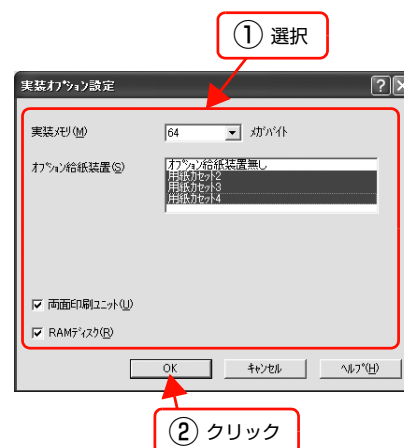 ① 選択
実装ｵﾌﾟｼｮﾝ設定
実装ﾒﾓﾘ(M) 64 ﾒｶﾞﾊﾞｲﾄ
ｵﾌﾟｼｮﾝ給紙装置(S) ｵﾌﾟｼｮﾝ給紙装置無し
用紙ｶｾｯﾄ2
用紙ｶｾｯﾄ3
用紙ｶｾｯﾄ4
両面印刷ﾕﾆｯﾄ(U)
RAMﾃﾞｨｽｸ(R)
OK ｷｬﾝｾﾙ ﾍﾙﾌﾟ(H)
② クリック